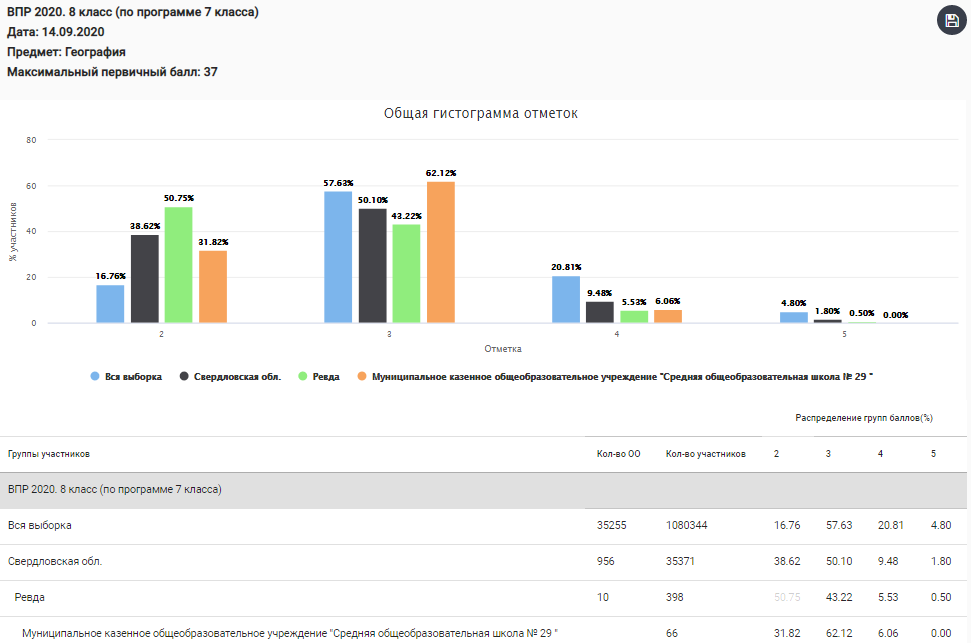 ВПР 2020. 8 класс (по программе 7 класса)
Дата: 14.09.2020
Предмет: География
Максимальный первичный балл: 37
Общая гистограмма отметок
80
60
40
20
0
% участников
16.76% 38.62% 50.75% 31.82%
57.63% 50.10% 43.22% 62.12%
20.81% 9.48% 5.53% 6.06%
4.80% 1.80% 0.50% 0.00%
2 3 4 5
Отметка
Вся выборка Свердловская обл. Ревда Муниципальное казенное общеобразовательное учреждение "Средняя общеобразовательная школа № 29 "
Распределение групп баллов(%)
Группы участников Кол-во ОО Кол-во участников 2 3 4 5
ВПР 2020. 8 класс (по программе 7 класса)
Вся выборка 35255 1080344 16.76 57.63 20.81 4.80
Свердловская обл. 956 35371 38.62 50.10 9.48 1.80
Ревда 10 398 50.75 43.22 5.53 0.50
Муниципальное казенное общеобразовательное учреждение "Средняя общеобразовательная школа № 29 " 66 31.82 62.12 6.06 0.00